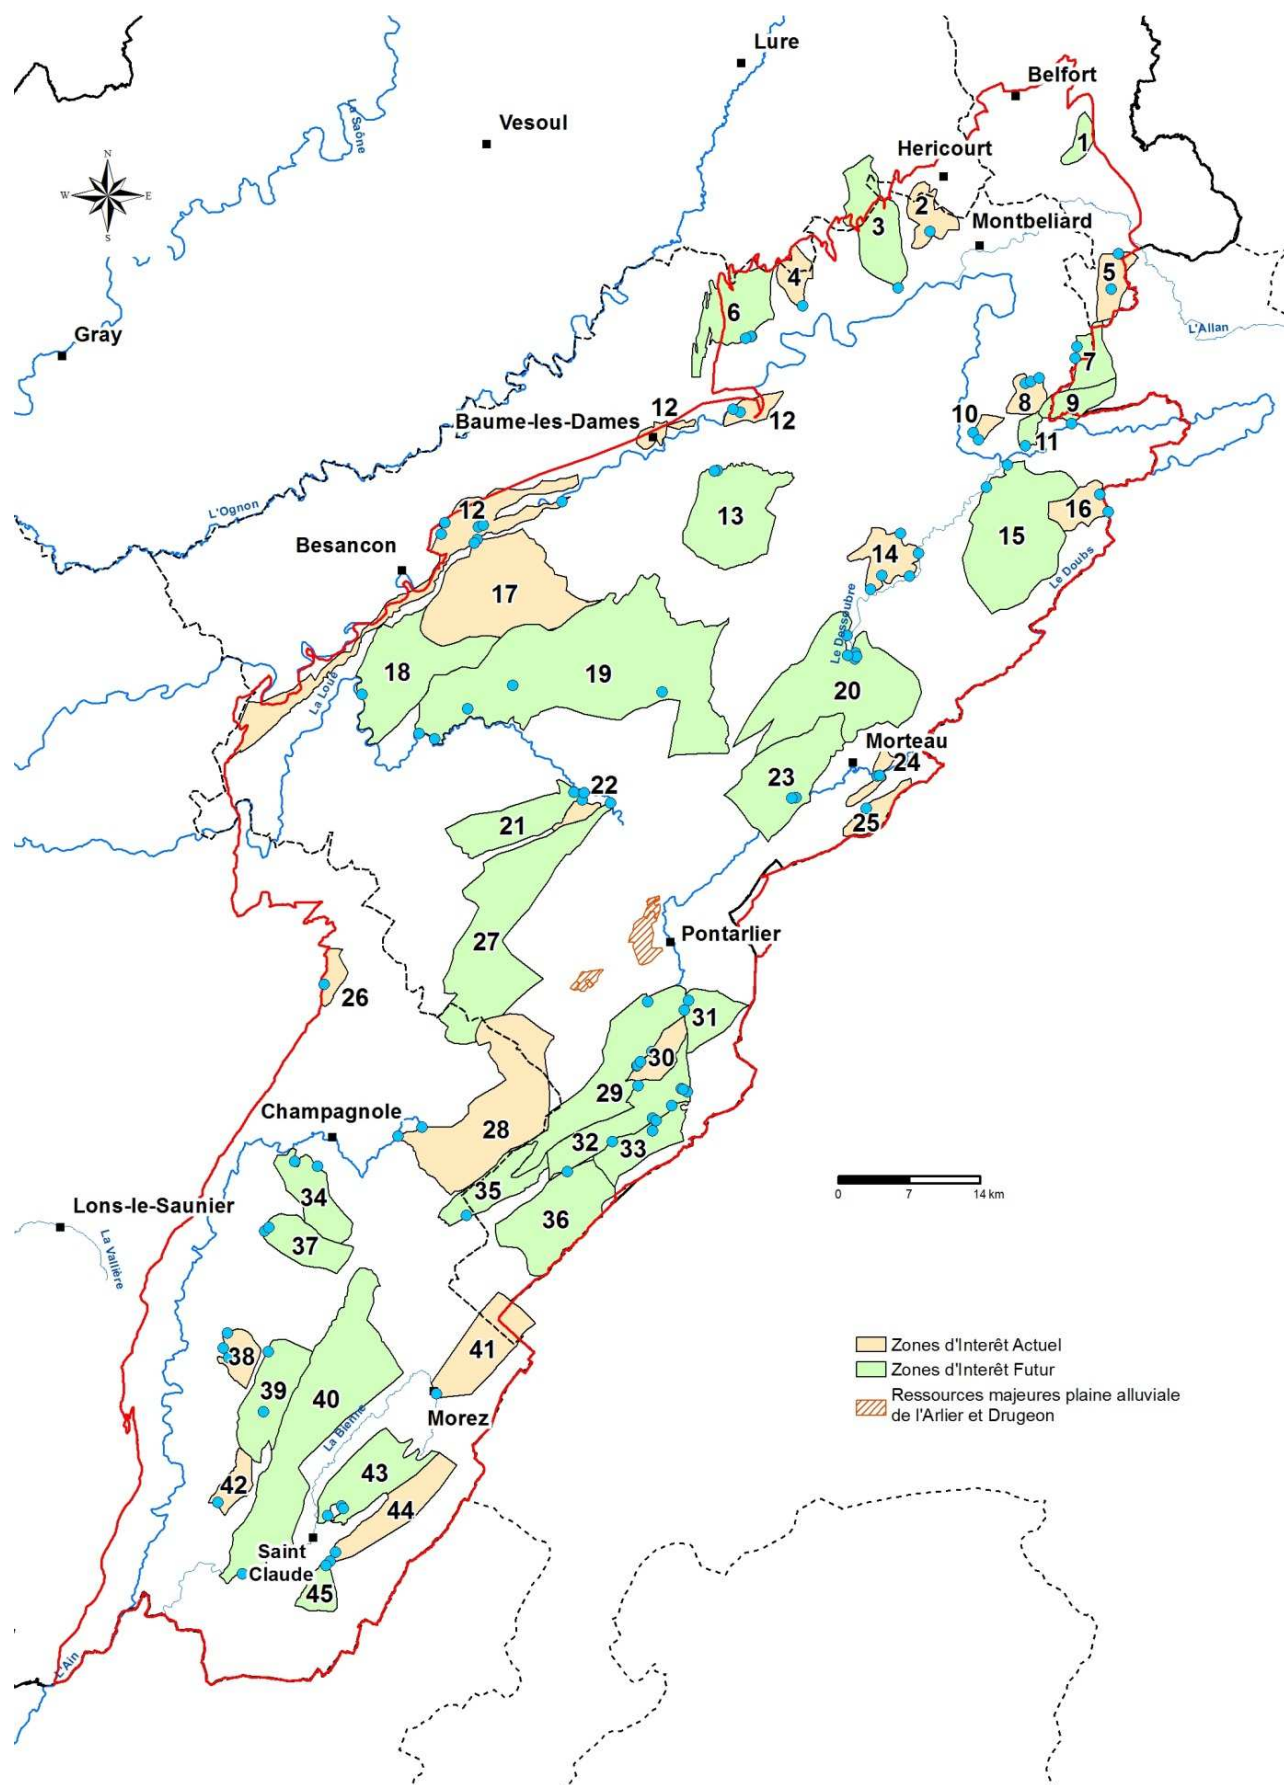 Lure
Belfort
La Saône
Vesoul
N
W
E
S
1
Hericourt
2
Montbeliard
3
4
5
6
L'Allan
Gray
7
8
9
12
10
Baume-les-Dames
12
11
L'Ognon
12
13
16
15
Besancon
14
Le Doubs
17
Le Dessoubre
18
19
La Loue
20
Morteau
24
23
22
25
21
Pontarlier
27
26
31
30
29
Champagnole
28
32
33
35
34
0
7
14 km
Lons-le-Saunier
36
37
La Vallière
41
Zones d'Interêt Actuel
38
Zones d'Interêt Futur
39
40
Ressources majeures plaine alluviale
de l'Arlier et Drugeon
Morez
La Bienne
43
42
44
Saint
Claude
45
L'Ain